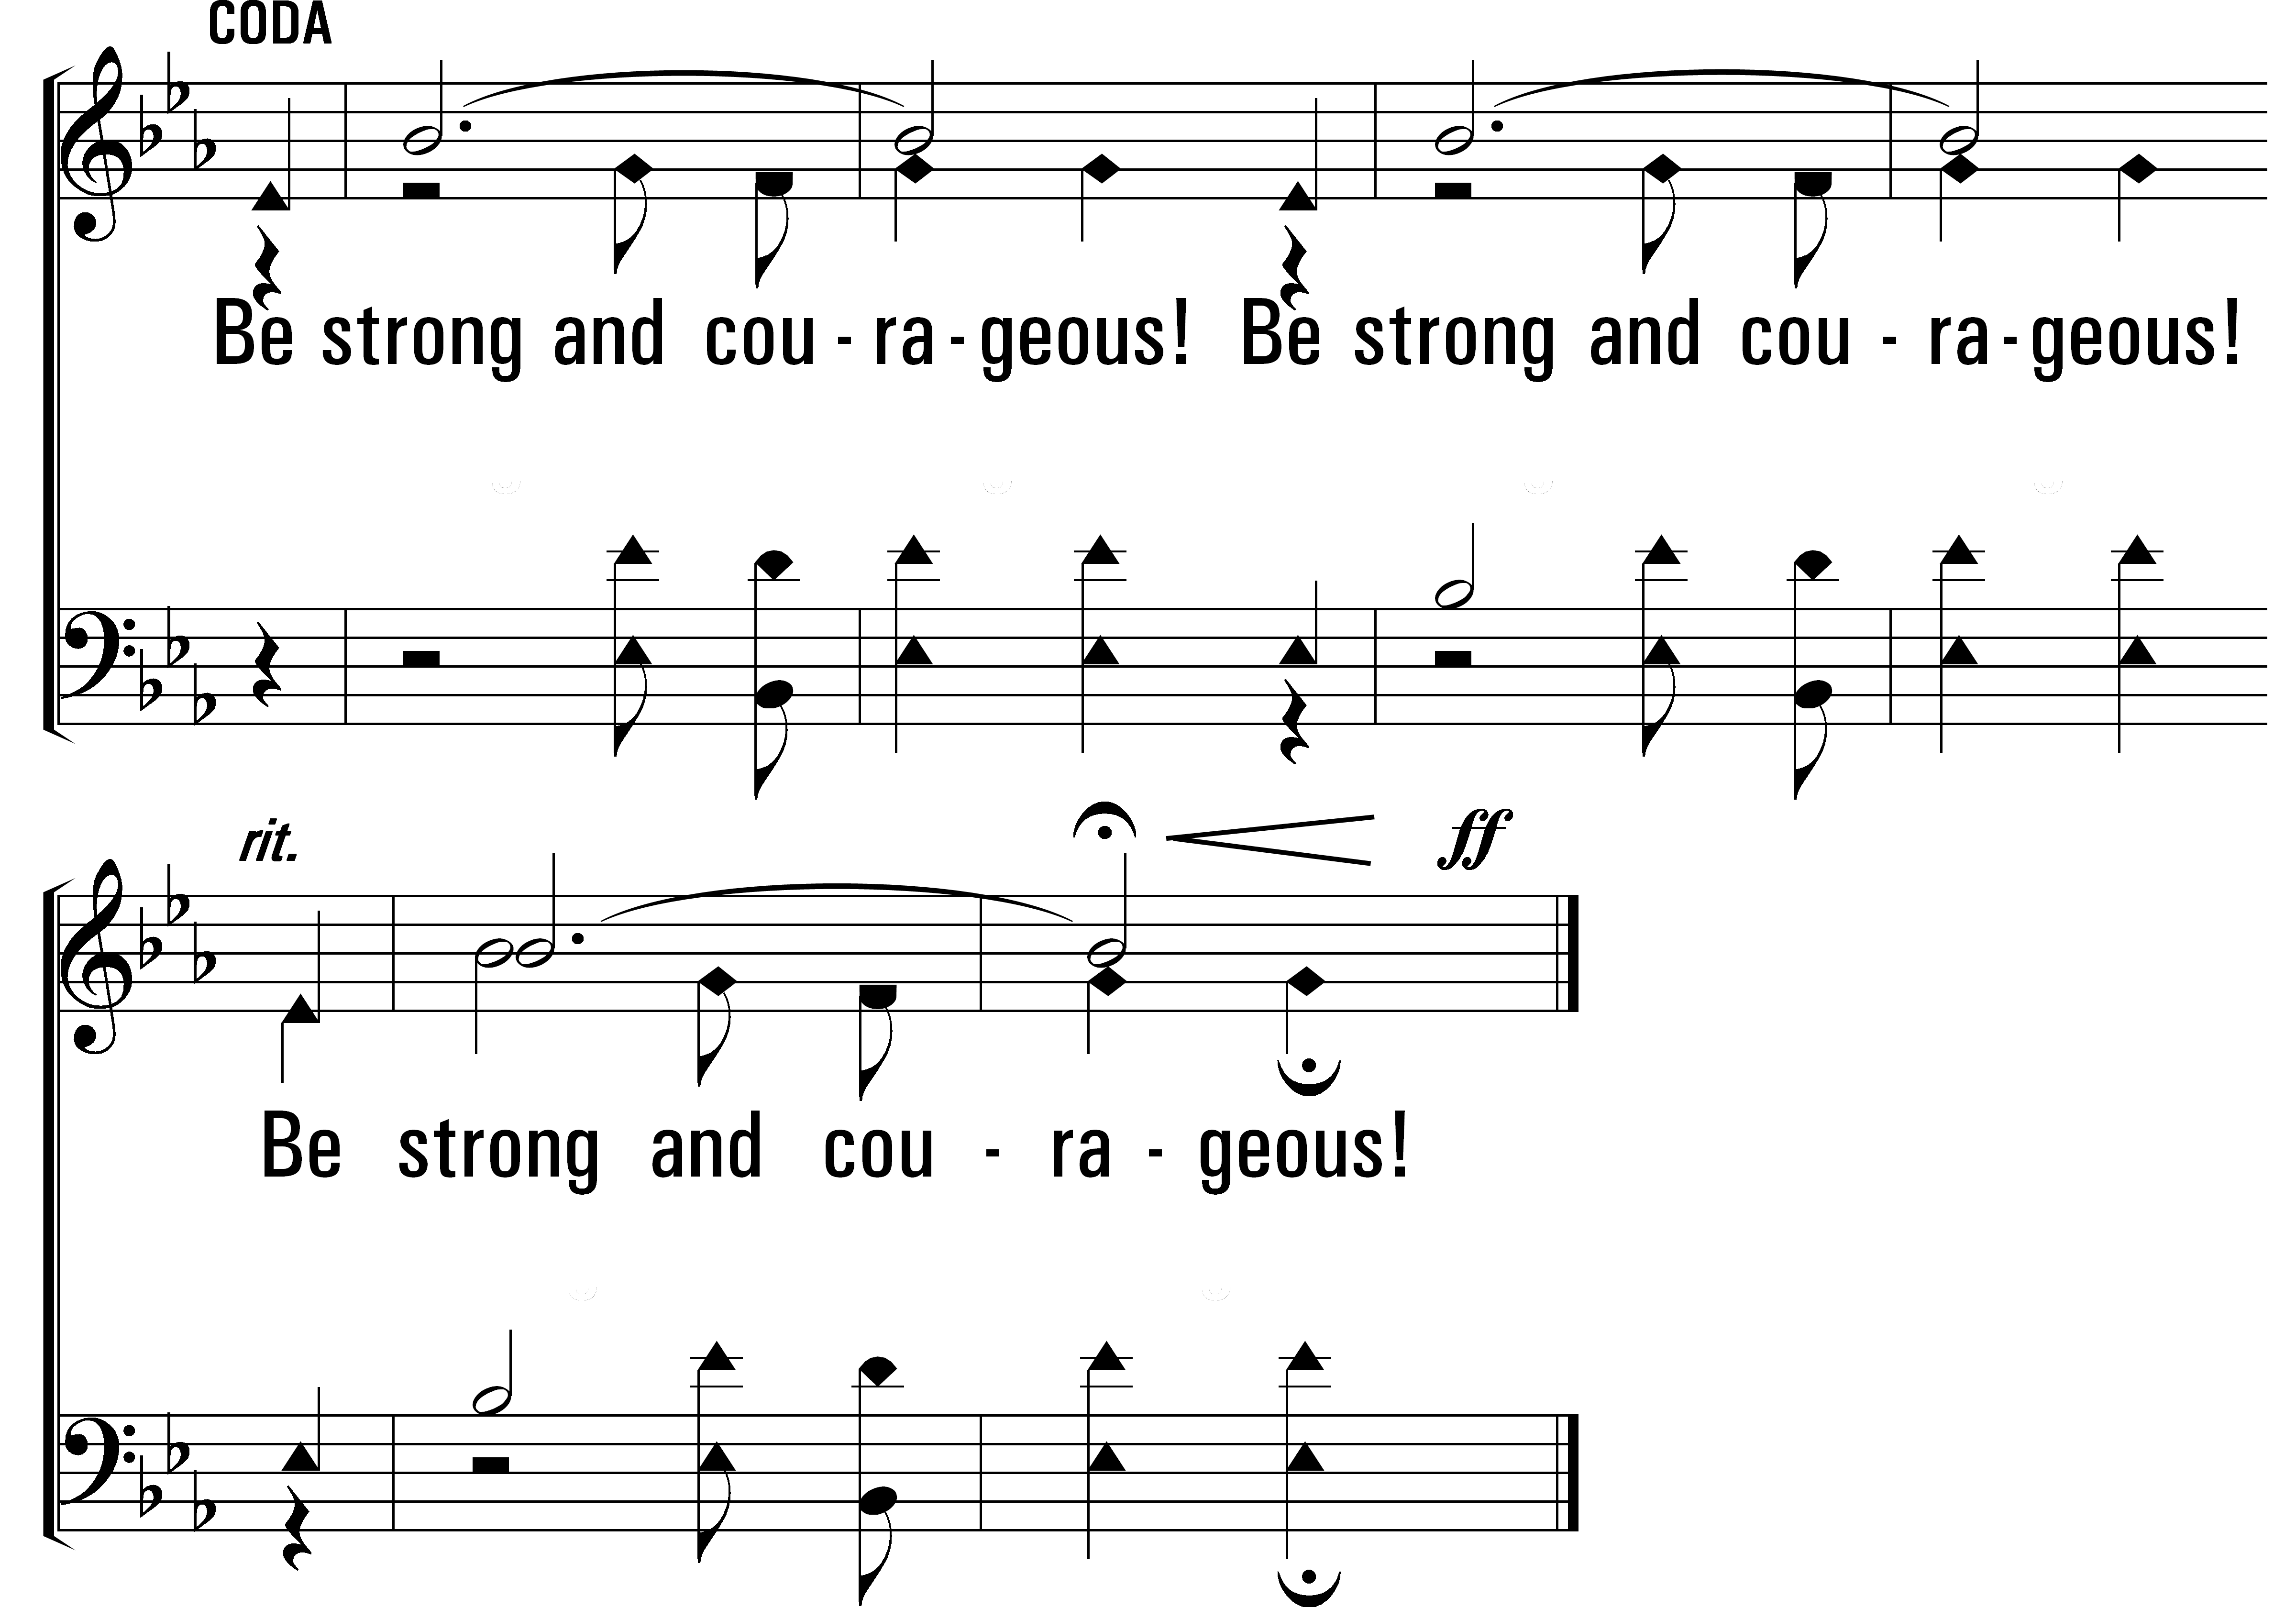 CODA
Be strong and cou - ra - geous! Be strong and cou - ra - geous!
rit.
ff
Be strong and cou - ra - geous!